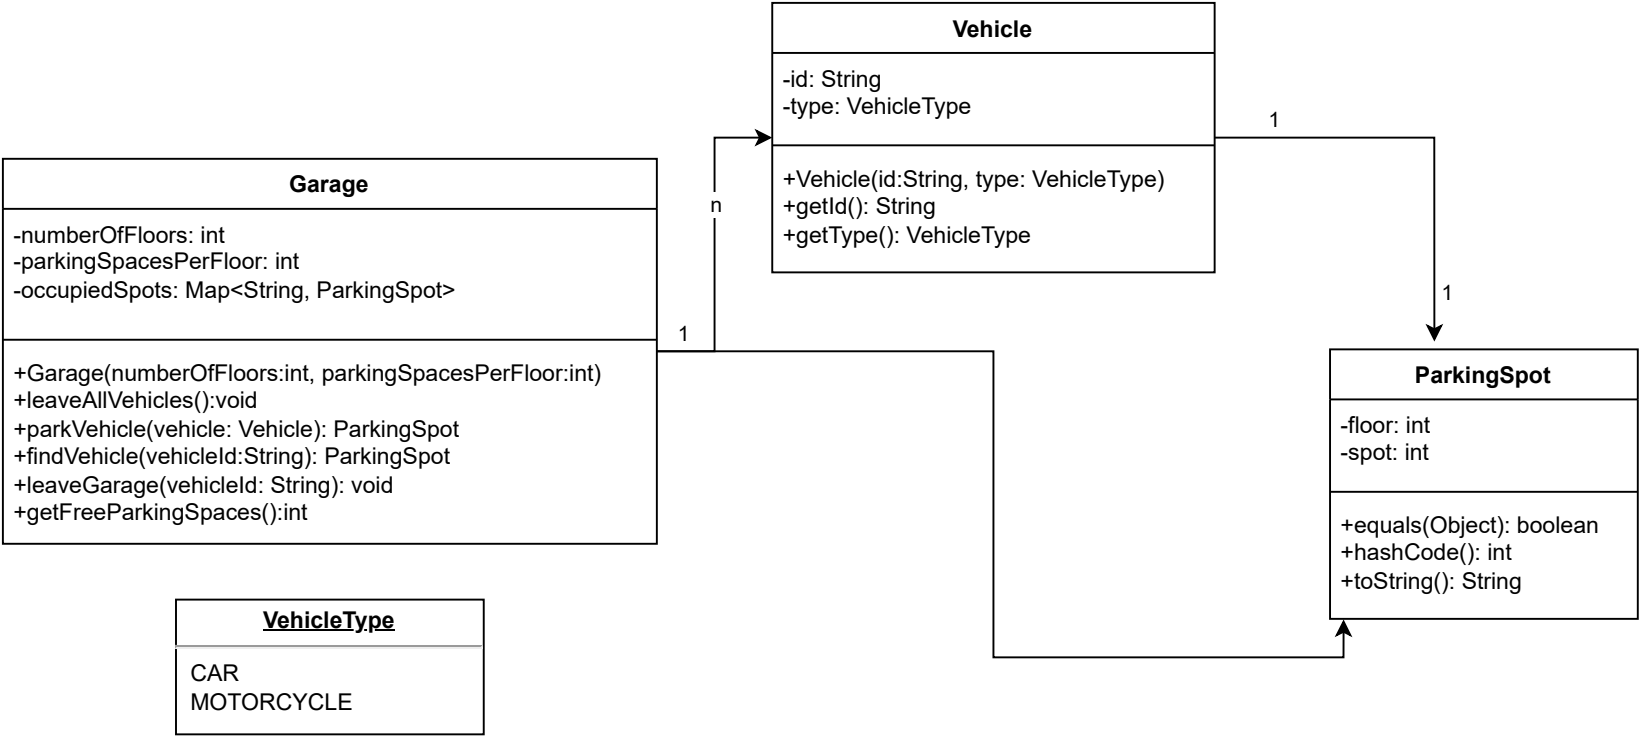 Vehicle
-id: String
-type: VehicleType
+Vehicle(id:String, type: VehicleType)
+getId(): String
+getType(): VehicleType
1
1
n
1
Garage
-numberOfFloors: int
-parkingSpacesPerFloor: int
-occupiedSpots: Map<String, ParkingSpot>
+Garage(numberOfFloors:int, parkingSpacesPerFloor:int)
+leaveAllVehicles():void
+parkVehicle(vehicle: Vehicle): ParkingSpot
+findVehicle(vehicleId:String): ParkingSpot
+leaveGarage(vehicleId: String): void
+getFreeParkingSpaces():int
ParkingSpot
-floor: int
-spot: int
+equals(Object): boolean
+hashCode(): int
+toString(): String
VehicleType
CAR
MOTORCYCLE